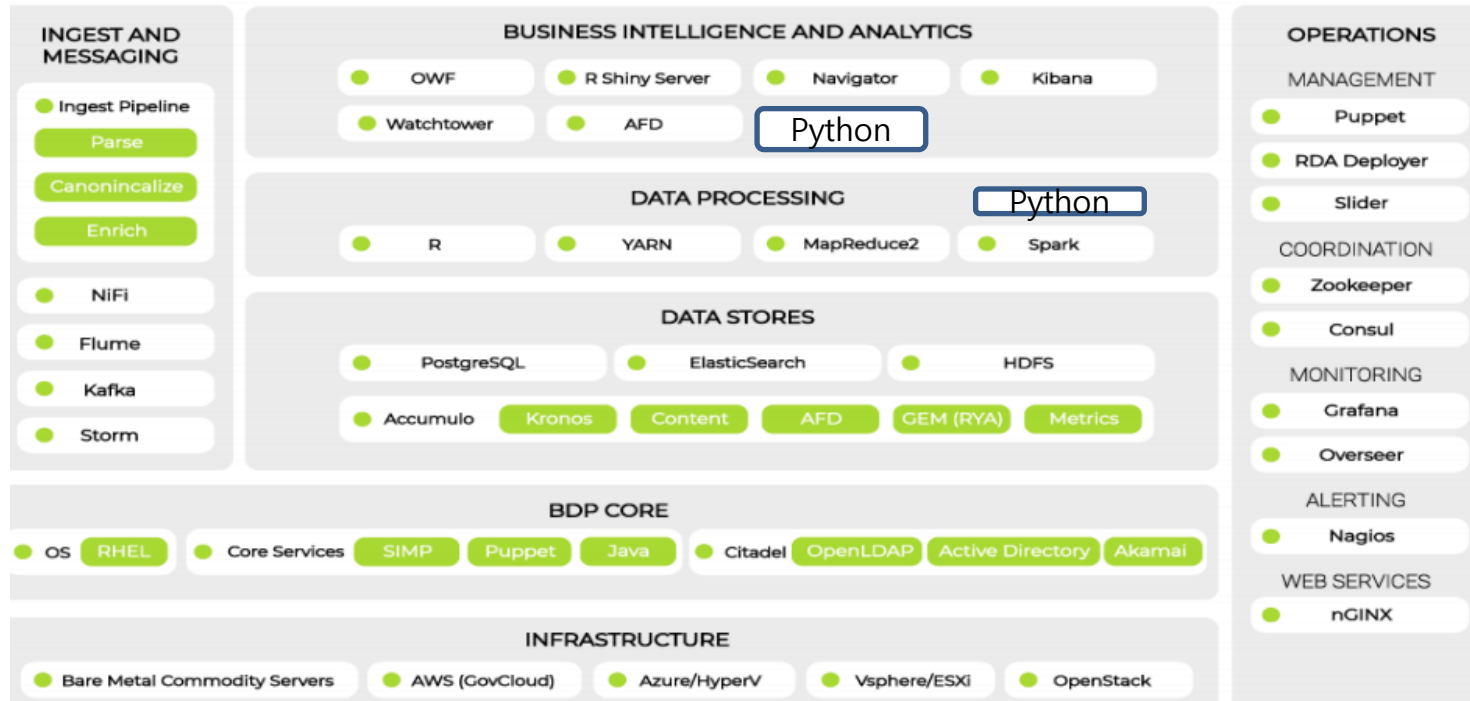 INGEST AND
MESSAGING
Ingest Pipeline
Parse
Canonincalize
Enrich
NiFi
Flume
Kafka
Storm
BUSINESS INTELLIGENCE AND ANALYTICS
OWF
R Shiny Server
Navigator
Kibana
Watchtower
AFD
Python
DATA PROCESSING
Python
R
YARN
MapReduce2
Spark
DATA STORES
PostgreSQL
ElasticSearch
HDFS
Accumulo
Kronos
Content
AFD
GEM (RYA)
Metrics
BDP CORE
OS
RHEL
Core Services
SIMP
Puppet
Java
Citadel
OpenLDAP
Active Directory
Akamai
INFRASTRUCTURE
Bare Metal Commodity Servers
AWS (GovCloud)
Azure/HyperV
Vsphere/ESXi
OpenStack
OPERATIONS
MANAGEMENT
Puppet
RDA Deployer
Slider
COORDINATION
Zookeeper
Consul
MONITORING
Grafana
Overseer
ALERTING
Nagios
WEB SERVICES
nGINX